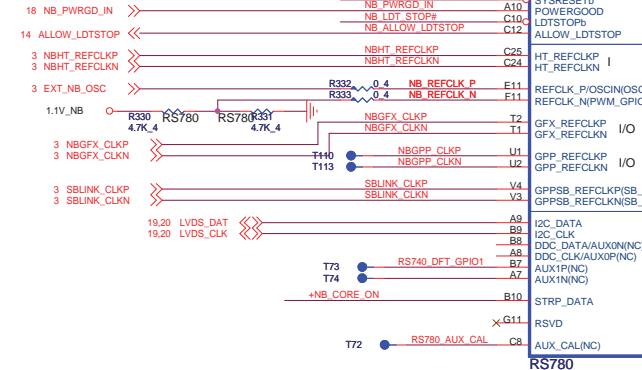 SYSRESETb
18 NB_PWRGD_IN NB_PWRGD_IN A10 POWERGOOD
NB_LDT_STOP# C10 LDTSTOPb
14 ALLOW_LDTSTOP NB_ALLOW_LDTSTOP C12 ALLOW_LDTSTOP
3 NBHT_REFCLKP NBHT_REFCLKP C25 HT_REFCLKP
3 NBHT_REFCLKN NBHT_REFCLKN C24 HT_REFCLKN I
3 EXT_NB_OSC R332 0_4 NB_REFCLK_P E11 REFCLK_P/OSCIN(OSC
R333 0_4 NB_REFCLK_N F11 REFCLK_N(PWM_GPIO
1.1V_NB R330 RS780 RS780 R331
4.7K_4 4.7K_4
NBGFX_CLKP T2 GFX_REFCLKP
NBGFX_CLKN T1 GFX_REFCLKN I/O
3 NBGFX_CLKP
3 NBGFX_CLKN
T110 NBGPP_CLKP U1 GPP_REFCLKP
T113 NBGPP_CLKN U2 GPP_REFCLKN I/O
3 SBLINK_CLKP SBLINK_CLKP V4 GPPSB_REFCLKP(SB_
3 SBLINK_CLKN SBLINK_CLKN V3 GPPSB_REFCLKN(SB_
19,20 LVDS_DAT A9 I2C_DATA
19,20 LVDS_CLK B9 I2C_CLK
B8 DDC_DATA/AUX0N(NC)
A8 DDC_CLK/AUX0P(NC)
T73 RS740_DFT_GPIO1 B7 AUX1P(NC)
T74 A7 AUX1N(NC)
+NB_CORE_ON B10 STRP_DATA
G11 RSVD
T72 RS780_AUX_CAL C8 AUX_CAL(NC)
RS780